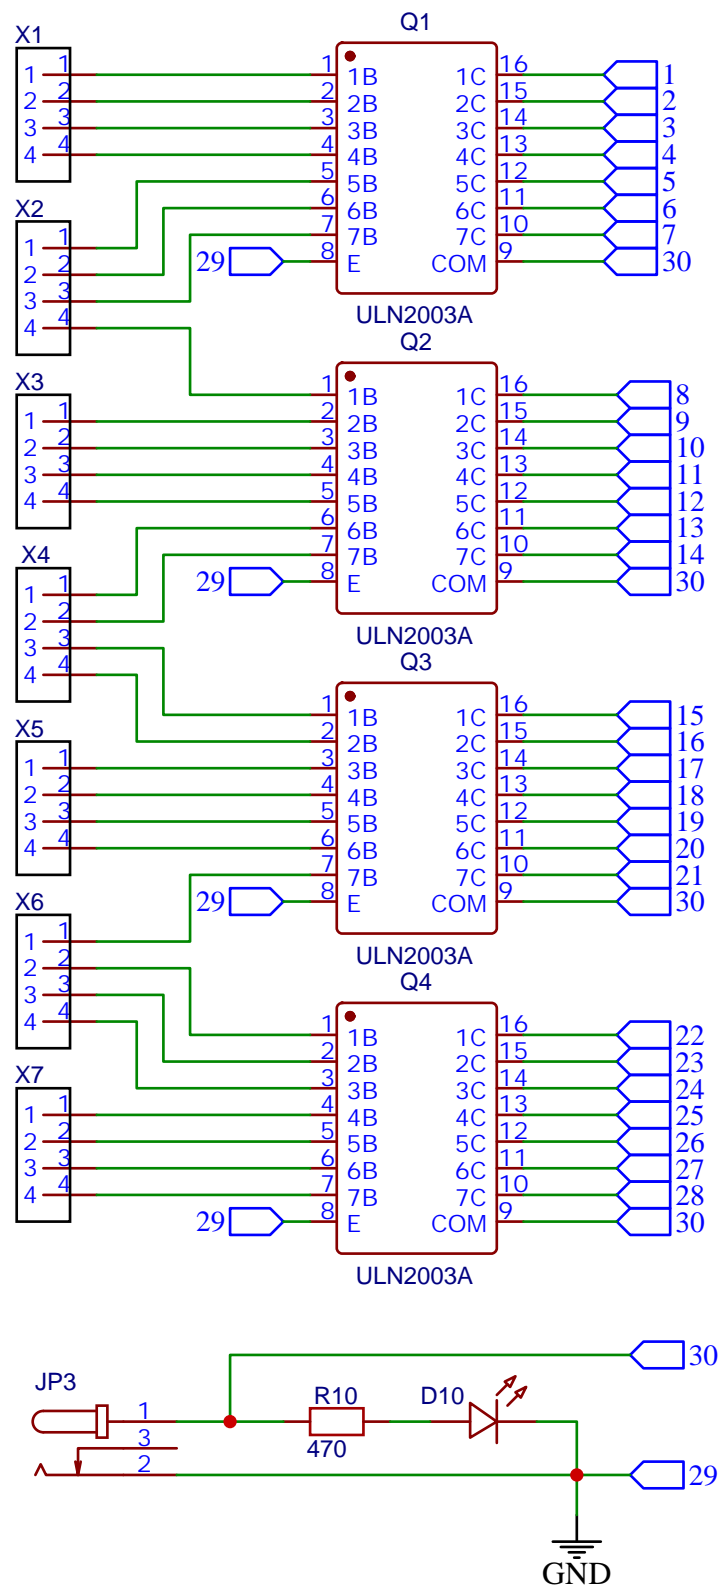 Q1
X1
1 1 1 1B 1C 16 1
2 2 2 2B 2C 15 2
3 3 3 3B 3C 14 3
4 4 4 4B 4C 13 4
5 5B 5C 12 5
X2
6 6B 6C 11 6
1 1 7 7B 7C 10 7
2 2 29 8 E COM 9 30
3 3
ULN2003A
4 4
Q2
X3
1 1B 1C 16 8
1 1 2 2B 2C 15 9
2 2 3 3B 3C 14 10
3 3 4 4B 4C 13 11
4 4 5 5B 5C 12 12
6 6B 6C 11 13
X4
7 7B 7C 10 14
29 8 E COM 9 30
1 1
2 2
ULN2003A
3 3
Q3
4 4
1 1B 1C 16 15
X5
2 2B 2C 15 16
1 1 3 3B 3C 14 17
2 2 4 4B 4C 13 18
3 3 5 5B 5C 12 19
4 4 6 6B 6C 11 20
7 7B 7C 10 21
X6
29 8 E COM 9 30
1 1
ULN2003A
2 2
Q4
3 3
4 4
1 1B 1C 16 22
2 2B 2C 15 23
X7
3 3B 3C 14 24
1 1 4 4B 4C 13 25
2 2 5 5B 5C 12 26
3 3 6 6B 6C 11 27
4 4 7 7B 7C 10 28
29 8 E COM 9 30
ULN2003A
30
JP3
R10 D10
1
3
470
2
29
GND